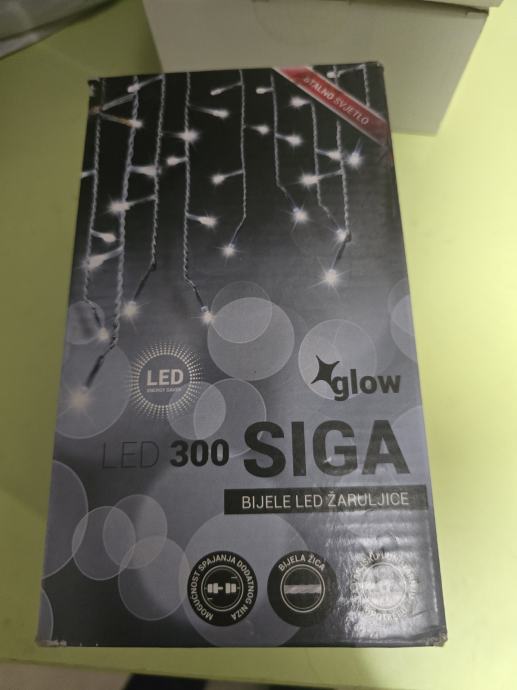 STALNO SVJETLO
LED
ENERGY SAVER
glow
LED 300 SIGA
BIJELE LED ŽARULJICE
MOGUĆNOST SPAJANJA DODATNOG NIZA
BIJELA ŽICA